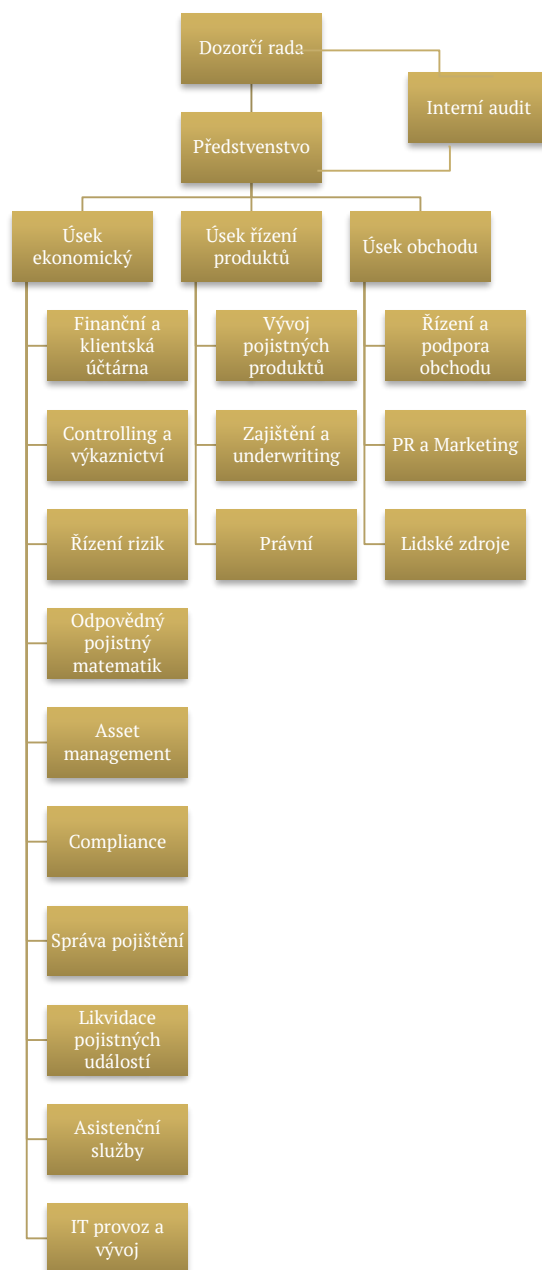 Dozorčí rada
Interní audit
Předstvenstvo
Úsek
ekonomický
Úsek řízení
produktů
Úsek obchodu
Finanční a
klientská
účtárna
Vývoj
pojistných
produktů
Řízení a
podpora
obchodu
Controlling a
výkaznictví
Zajištění a
underwriting
PR a Marketing
Řízení rizik
Právní
Lidské zdroje
Odpovědný
pojistný
matematik
Asset
management
Compliance
Správa pojištění
Likvidace
pojistných
událostí
Asistenční
služby
IT provoz a
vývoj